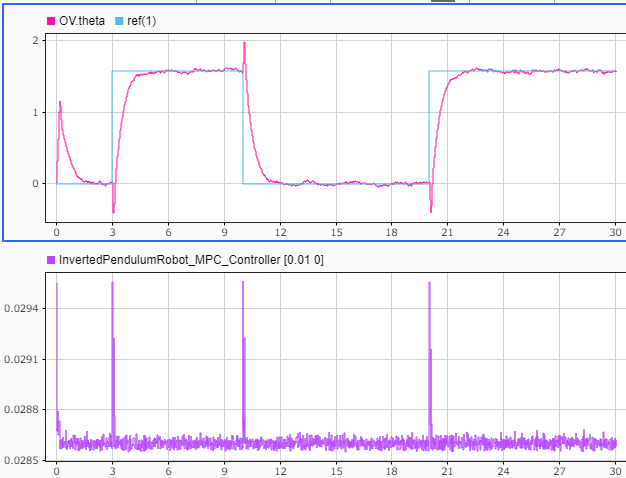 OV.theta ref(1)
2
1
0
0 3 6 9 12 15 18 21 24 27 30
InvertedPendulumRobot_MPC_Controller [0.01 0]
0.0294
0.0291
0.0288
0.0285
0 3 6 9 12 15 18 21 24 27 30